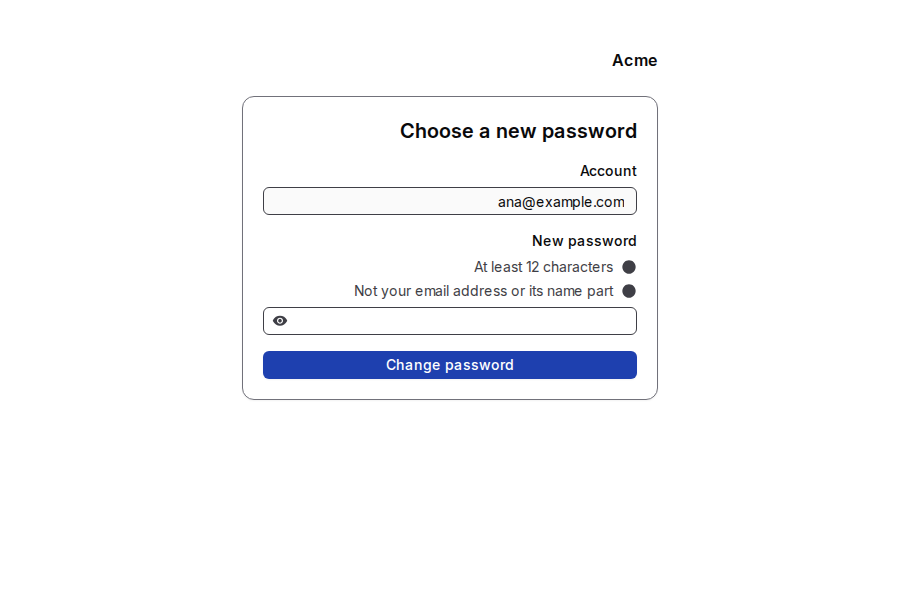 Acme
Choose a new password
Account
ana@example.com
New password
At least 12 characters
Not your email address or its name part
Change password